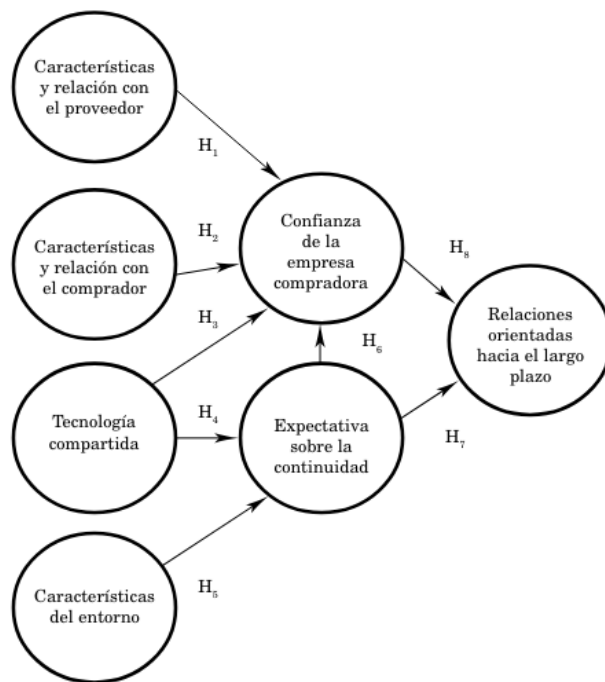 Características
y relación con
el proveedor
H₁
Características
y relación con
el comprador
H₂
Confianza
de la
empresa
compradora
H₈
H₃
Relaciones
orientadas
hacia el largo
plazo
H₆
Tecnología
compartida
H₄
Expectativa
sobre la
continuidad
H₇
H₅
Características
del entorno